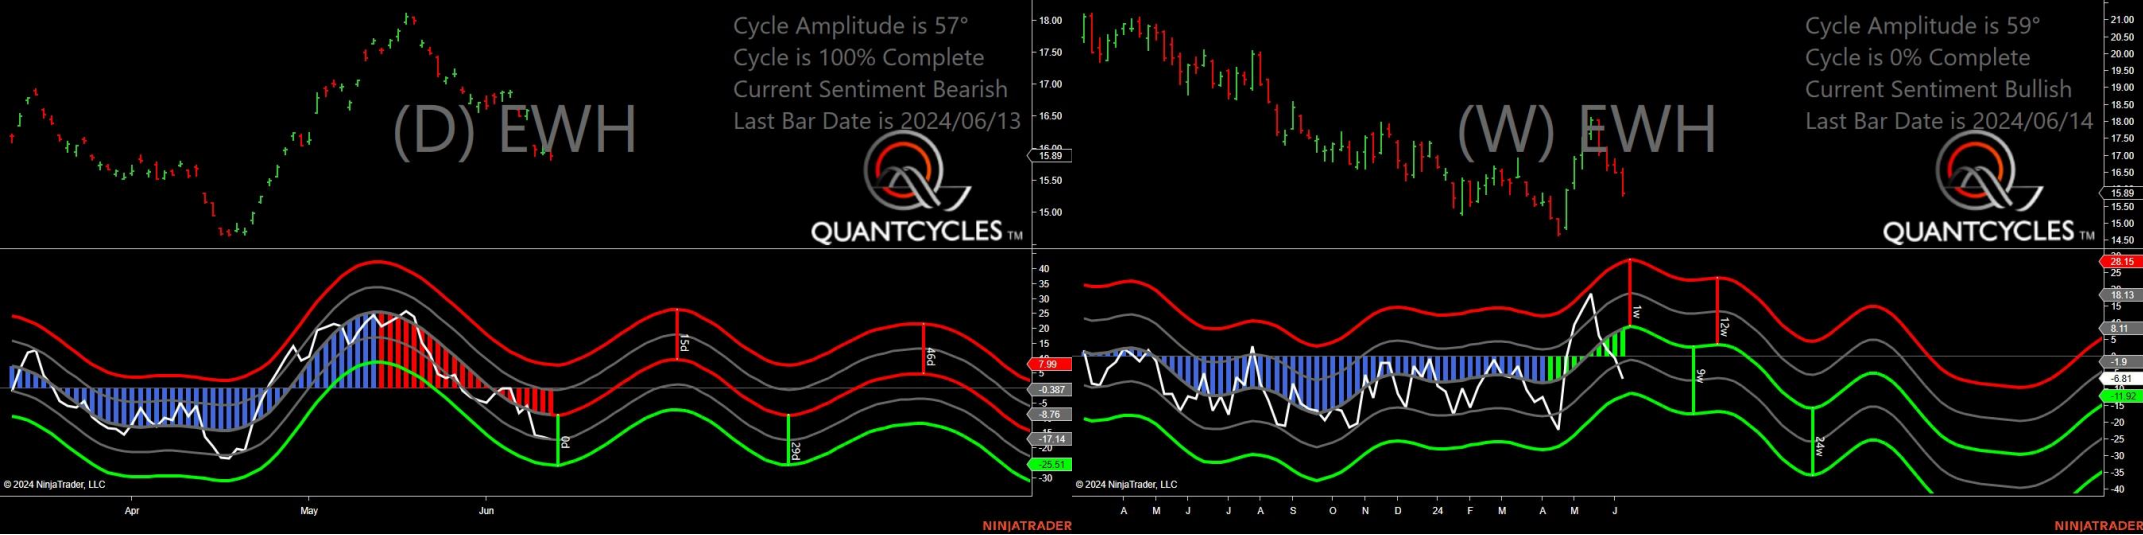 Cycle Amplitude is 57°
Cycle is 100% Complete
Current Sentiment Bearish
Last Bar Date is 2024/06/13
(D) EWH
QUANTCYCLES TM
18.00
17.50
17.00
16.50
15.89
15.50
15.00
40
35
30
25
20
15
7.99
5
-0.387
-5
-8.76
-17.14
-20
-25.51
-30
0d
15d
29d
46d
© 2024 NinjaTrader, LLC
Apr May Jun
NINJATRADER
Cycle Amplitude is 59°
Cycle is 0% Complete
Current Sentiment Bullish
Last Bar Date is 2024/06/14
(W) EWH
QUANTCYCLES TM
21.00
20.50
20.00
19.50
19.00
18.50
18.00
17.50
17.00
16.50
15.89
15.50
15.00
14.50
28.15
25
18.13
15
8.11
5
-1.9
-6.81
-11.92
-15
-20
-25
-30
-35
-40
1w
12w
9w
24w
© 2024 NinjaTrader, LLC
A M J J A S O N D 24 F M A M J
NINJATRADER